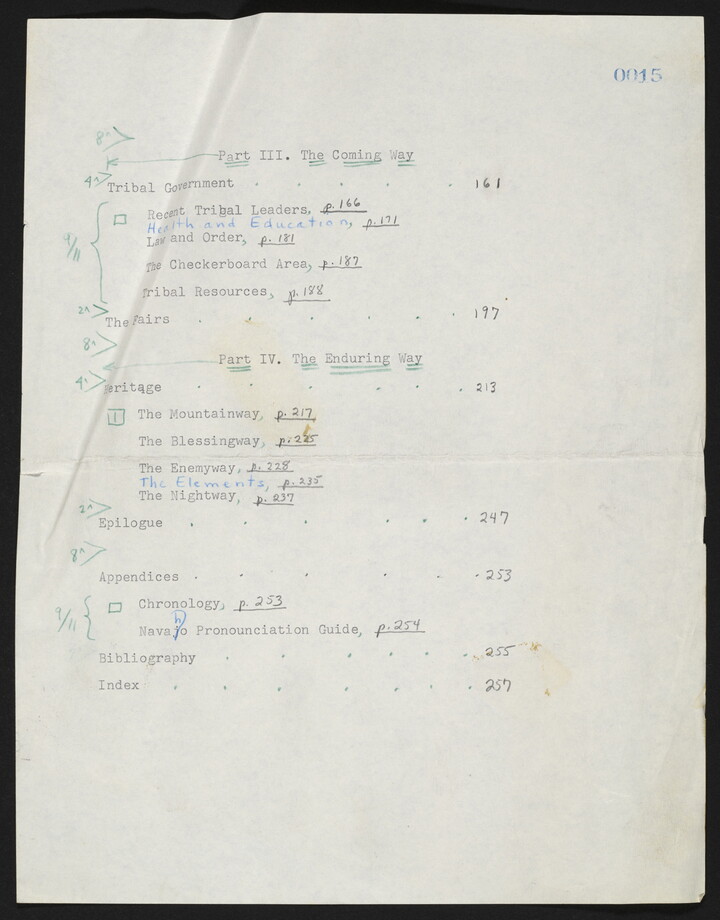 0015
8^>
Part III. The Coming Way
4^> Tribal Government . . . . . 161
9/11 Recent Tribal Leaders, p. 166
Health and Education, p. 171
Law and Order, p. 181
The Checkerboard Area, p. 187
Tribal Resources, p. 188
2^> The Fairs . . . . . . 197
8^>
Part IV. The Enduring Way
4^> Heritage . . . . . . 213
1 The Mountainway, p. 217
The Blessingway, p. 225
The Enemyway, p. 228
The Elements, p. 235
The Nightway, p. 237
2^>
Epilogue . . . . . . 247
8^>
Appendices . . . . . . 253
9/11 Chronology, p. 253
h
Navajo Pronounciation Guide, p. 254
Bibliography . . . . . . 255
Index . . . . . . . 257